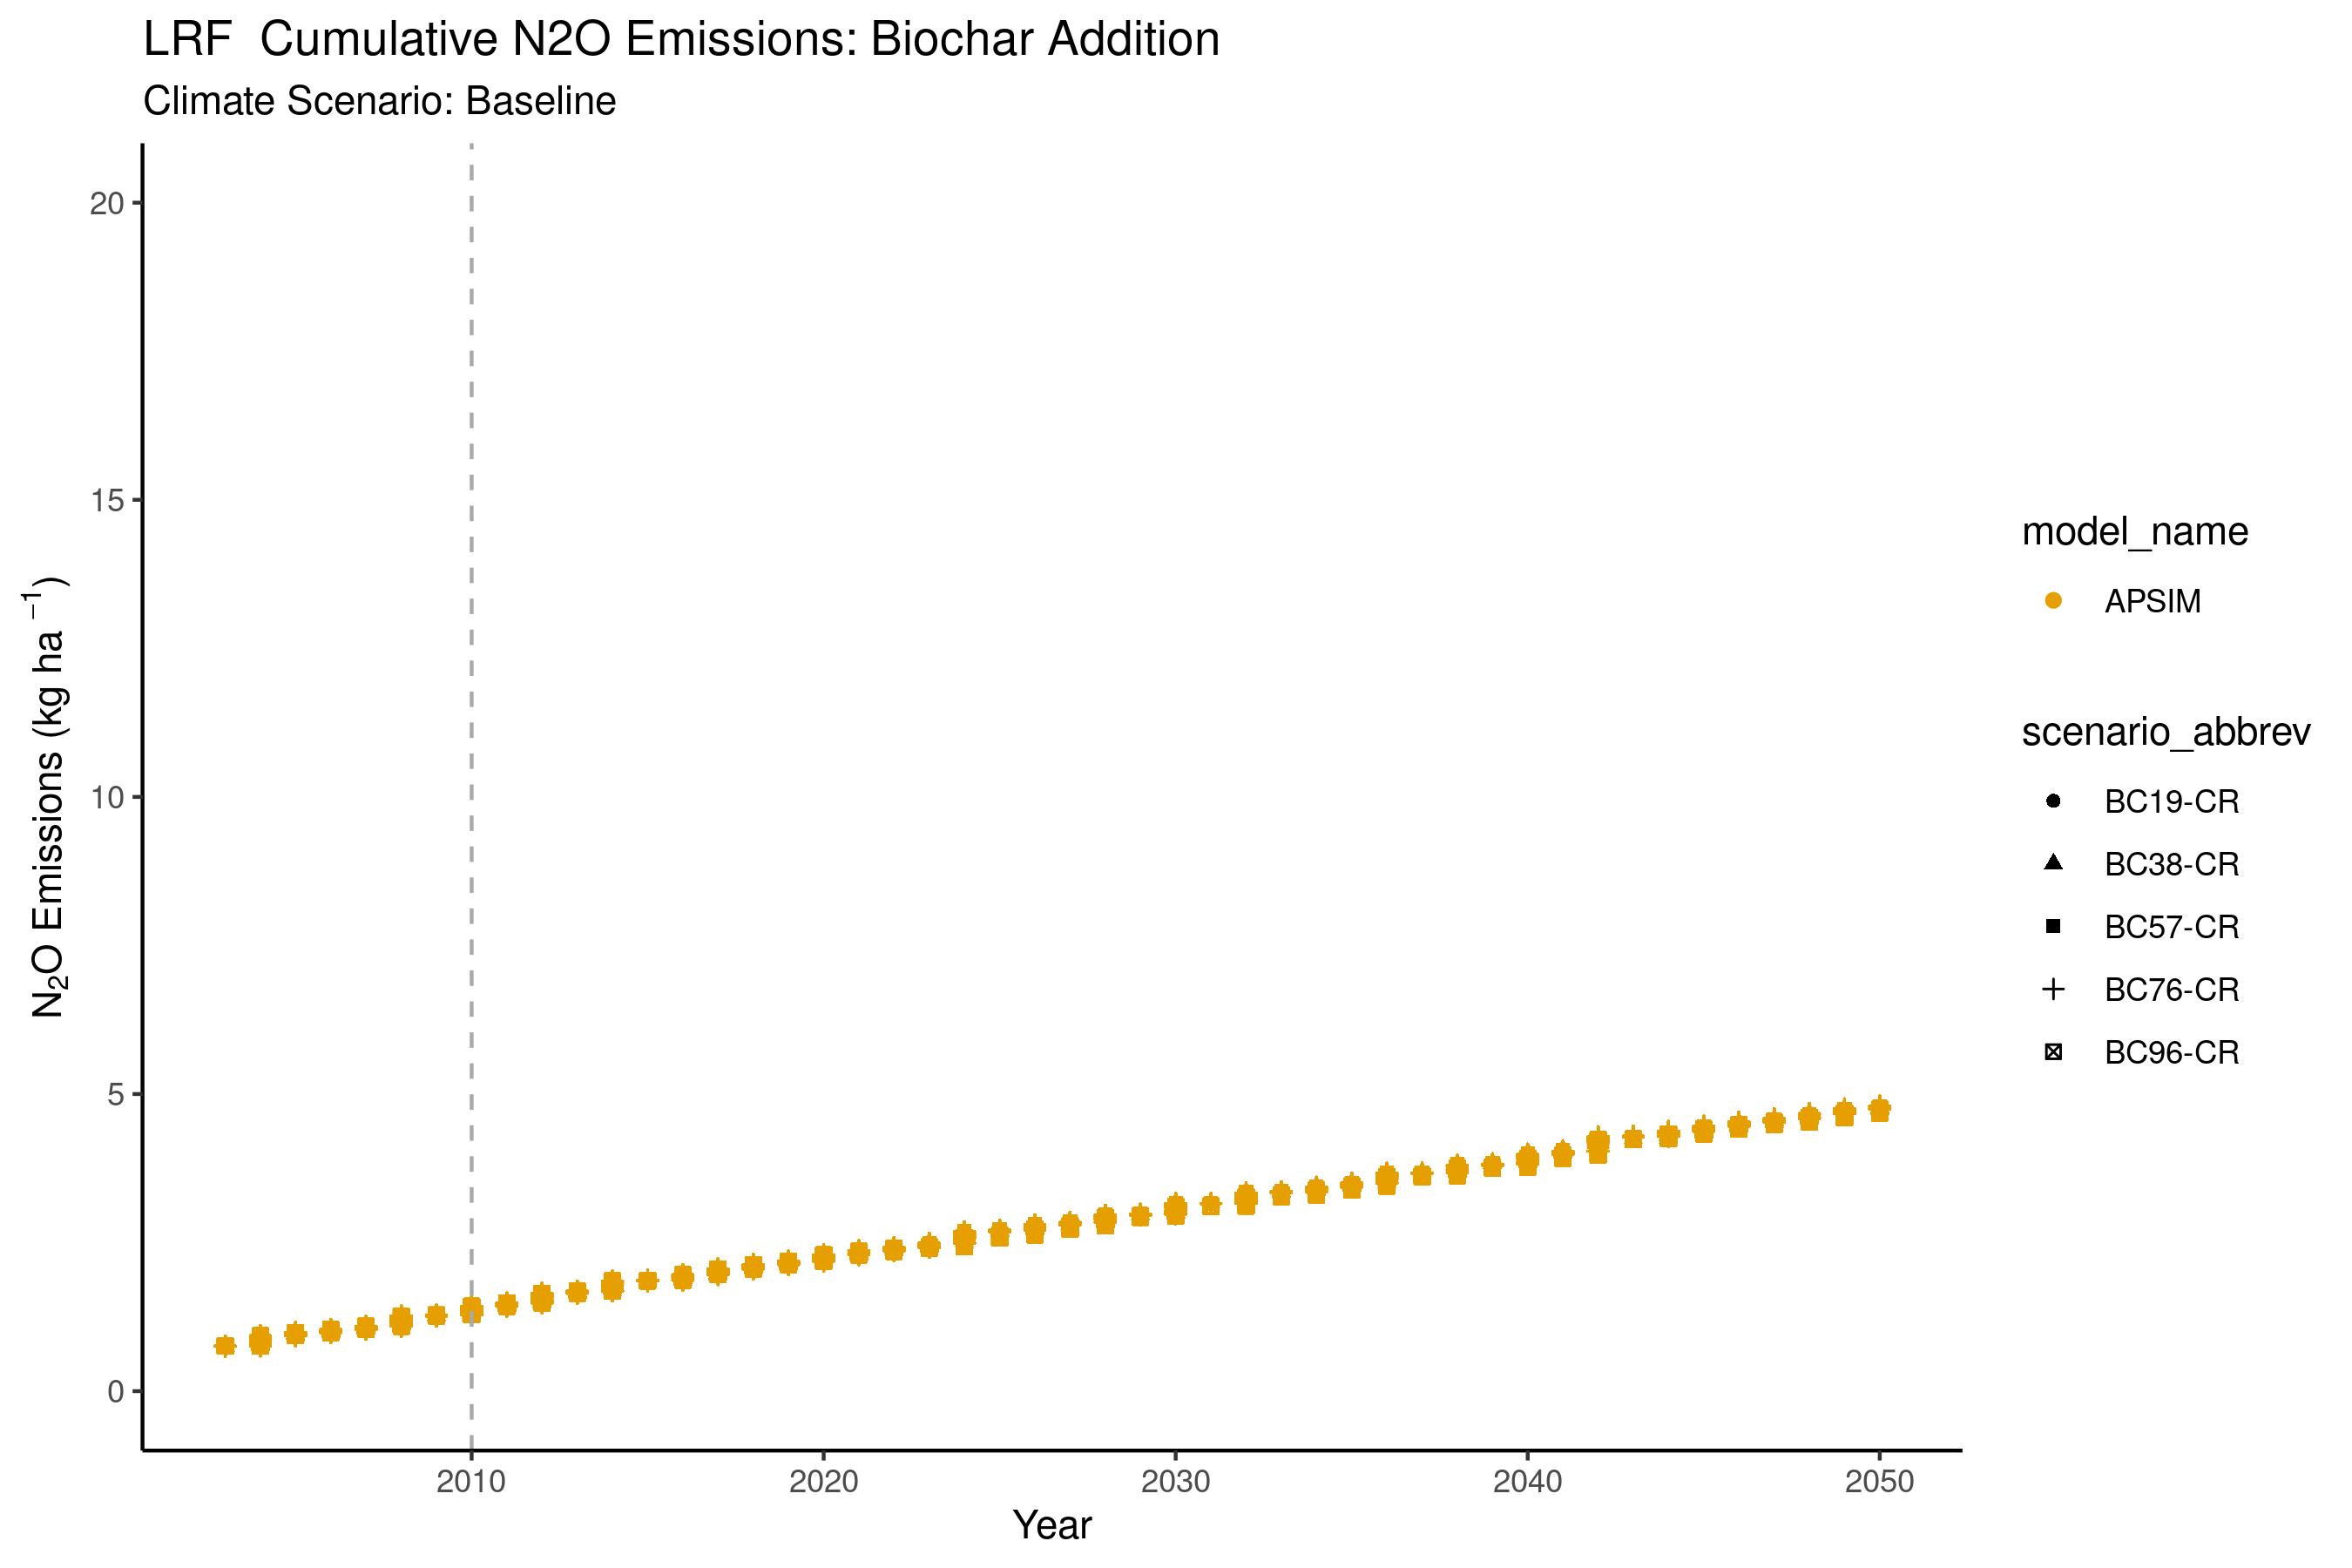 LRF  Cumulative N2O Emissions: Biochar Addition
Climate Scenario: Baseline
N₂O Emissions (kg ha⁻¹)
20
15
10
5
0
2010
2020
2030
2040
2050
Year
model_name
APSIM
scenario_abbrev
BC19-CR
BC38-CR
BC57-CR
BC76-CR
BC96-CR